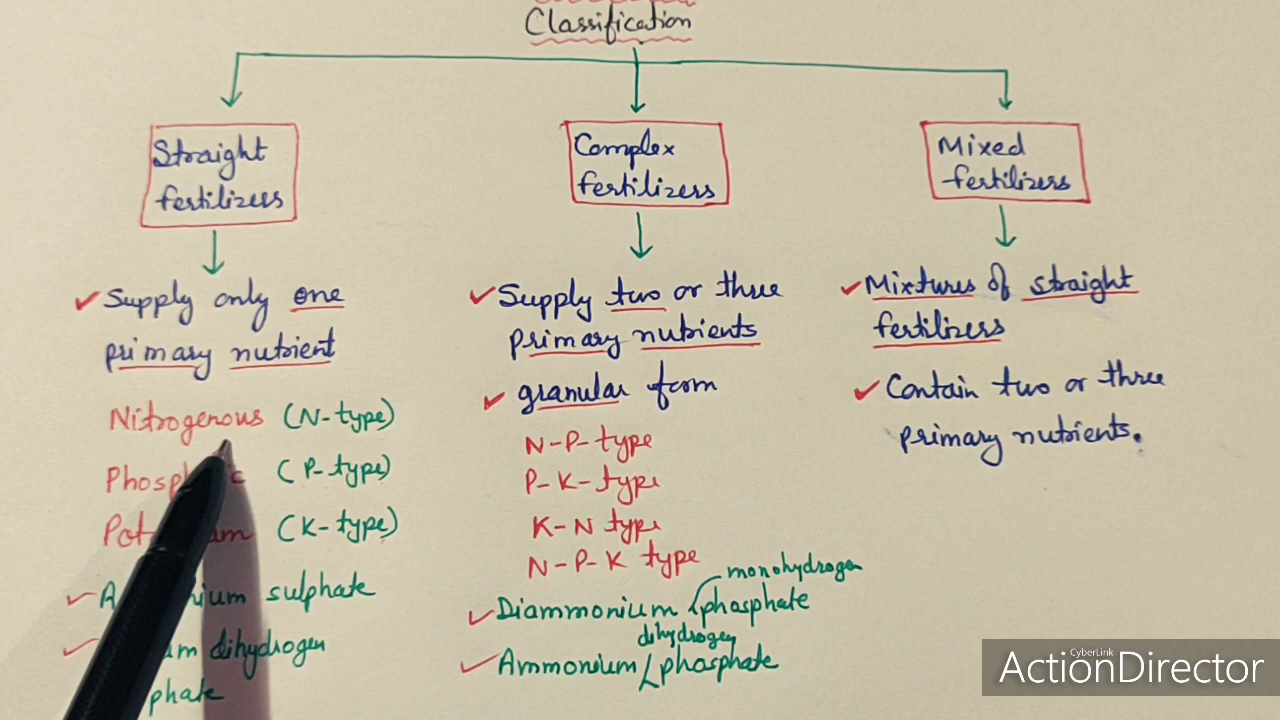 Classification
Straight
fertilizers
Supply only one
primary nutrient
Nitrogenous (N-type)
(P-type)
(K-type)
sulphate
dihydrogen
Complex
fertilizers
Supply two or three
primary nutrients
granular form
N-P-type
P-K-type
K-N type
N-P-K type
monohydrogen
Diammonium phosphate
dihydrogen
Ammonium phosphate
Mixed
fertilizers
Mixtures of straight
fertilizers
Contain two or three
primary nutrients.
CyberLink
ActionDirector